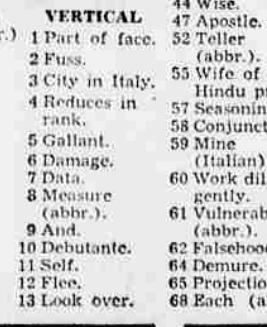 VERTICAL
1 Part of face.
2 Fuss.
3 City in Italy.
4 Reduces in
rank.
5 Gallant.
6 Damage.
7 Data.
8 Measure
(abbr.).
9 And.
10 Debutante.
11 Self.
12 Flee.
13 Look over.
44 Wise.
47 Apostle.
52 Teller
(abbr.).
55 Wife of
Hindu
57 Seasonin
58 Conjunct
59 Mine
(Italian)
60 Work dil
gently.
61 Vulnerab
(abbr.).
62 Falsehoo
64 Demure.
65 Projectio
68 Each (a